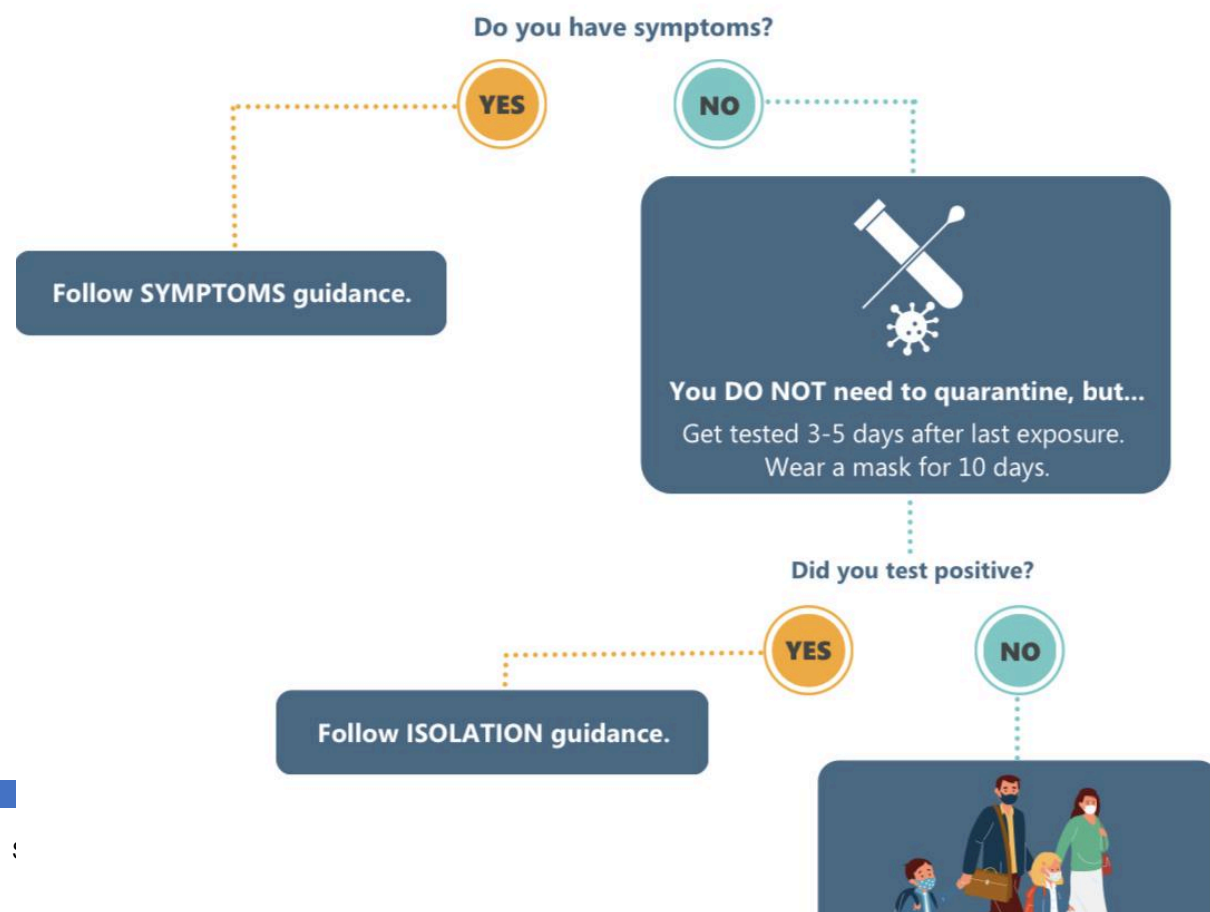 Do you have symptoms?
YES
NO
Follow SYMPTOMS guidance.
You DO NOT need to quarantine, but...
Get tested 3-5 days after last exposure.
Wear a mask for 10 days.
Did you test positive?
YES
NO
Follow ISOLATION guidance.